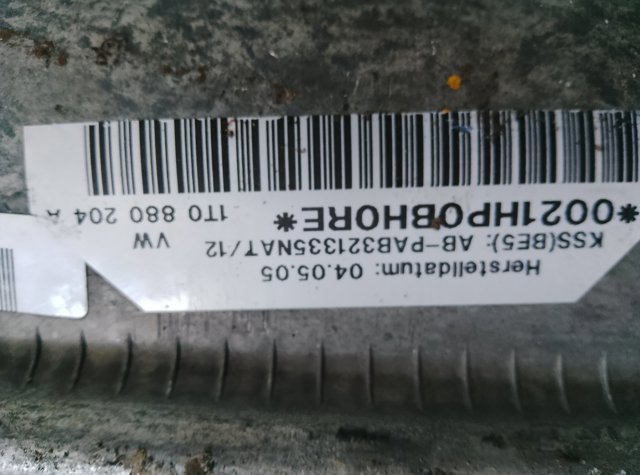 Herstelldatum: 04.05.05
KSS(BE5): AB-PAB321335NAT/12 VW
*0021HPOBHORE* 1T0 880 204 A